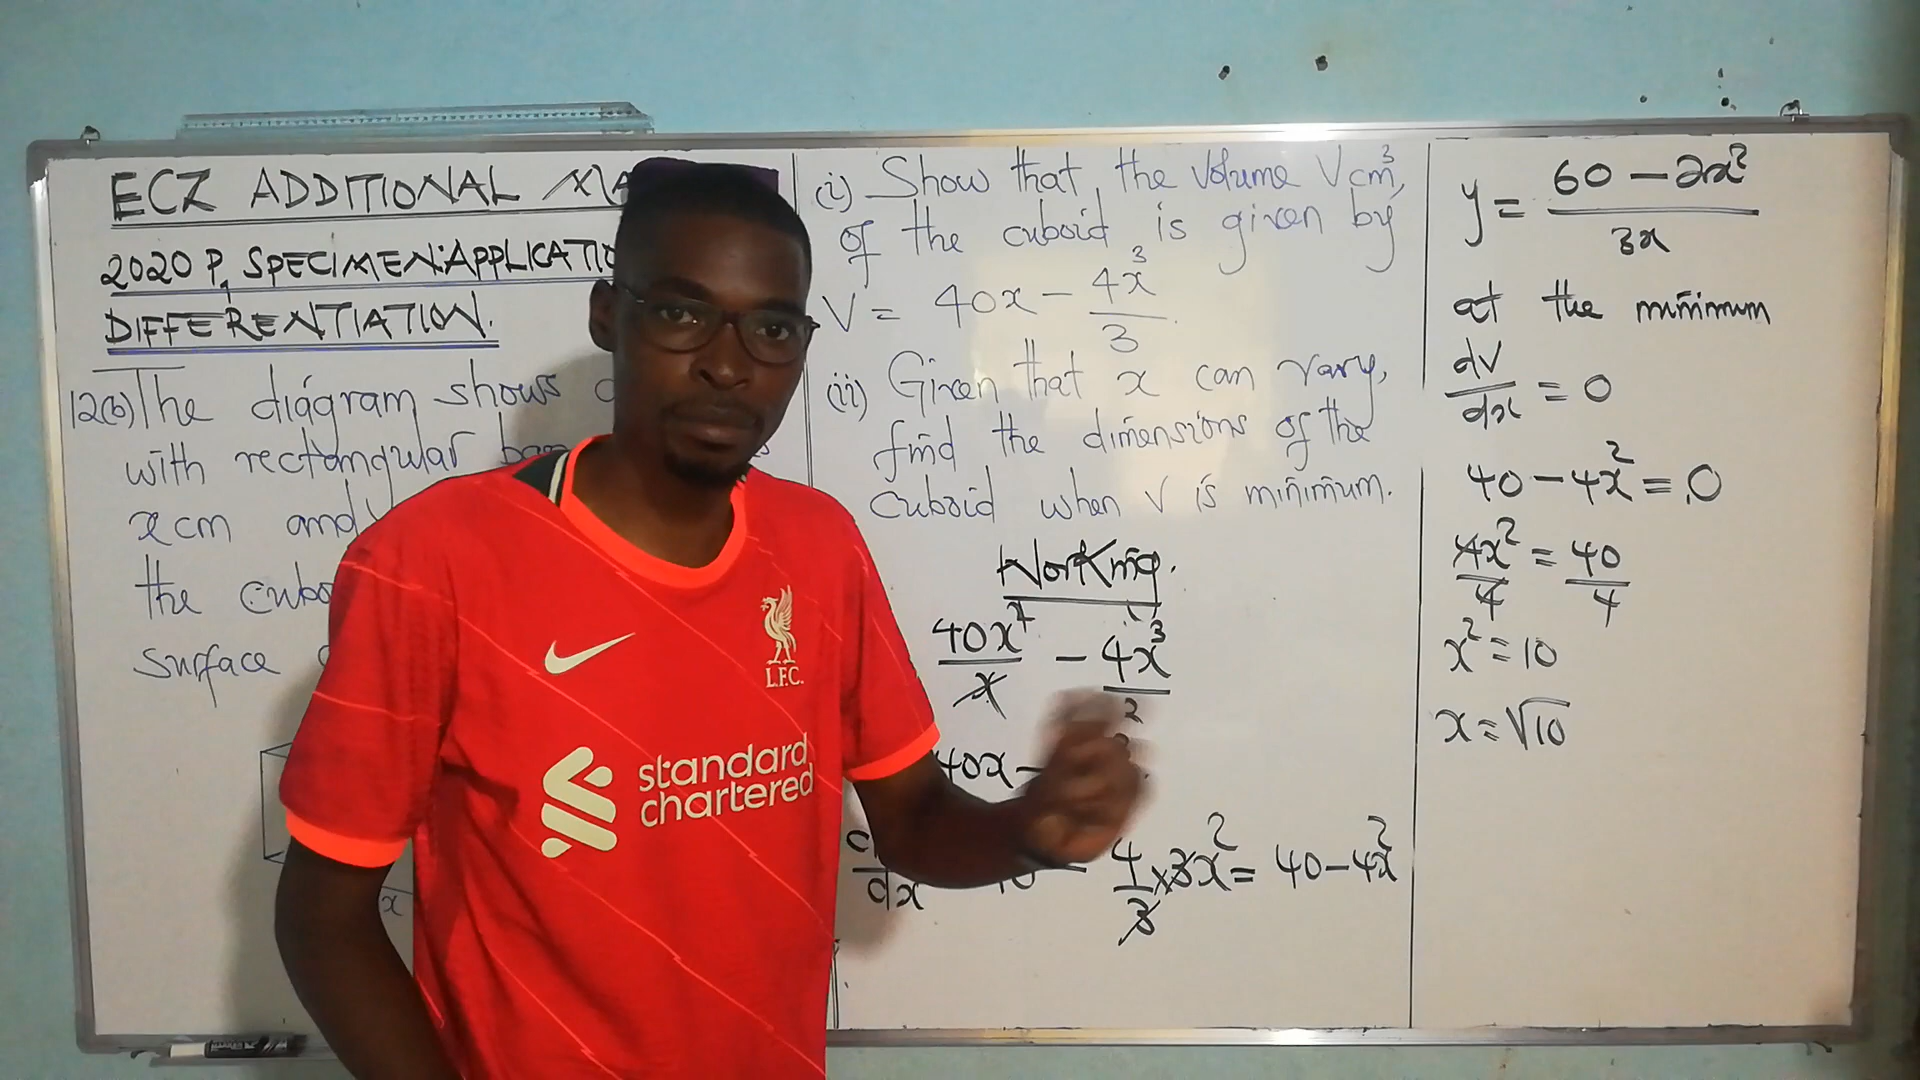 ECZ ADDITIONAL MA
2020 P1 SPECIMEN: APPLICATIO
DIFFERENTIATION.
12(b) The diagram shows
with rectangular
x cm and y
the cubo
surface
x
(i) Show that, the volume V cm³,
of the cuboid is given by
V = 40x - 4x³/3
(ii) Given that x can vary,
find the dimensions of the
cuboid when V is minimum.
Working.
40x²/x - 4x³/3
40x -
dx
4/3 × 3x² = 40 - 4x²
y = (60 - 2x²)/3x
at the minimum
dV/dx = 0
40 - 4x² = 0
4x²/4 = 40/4
x² = 10
x = √10
L.F.C.
standard
chartered